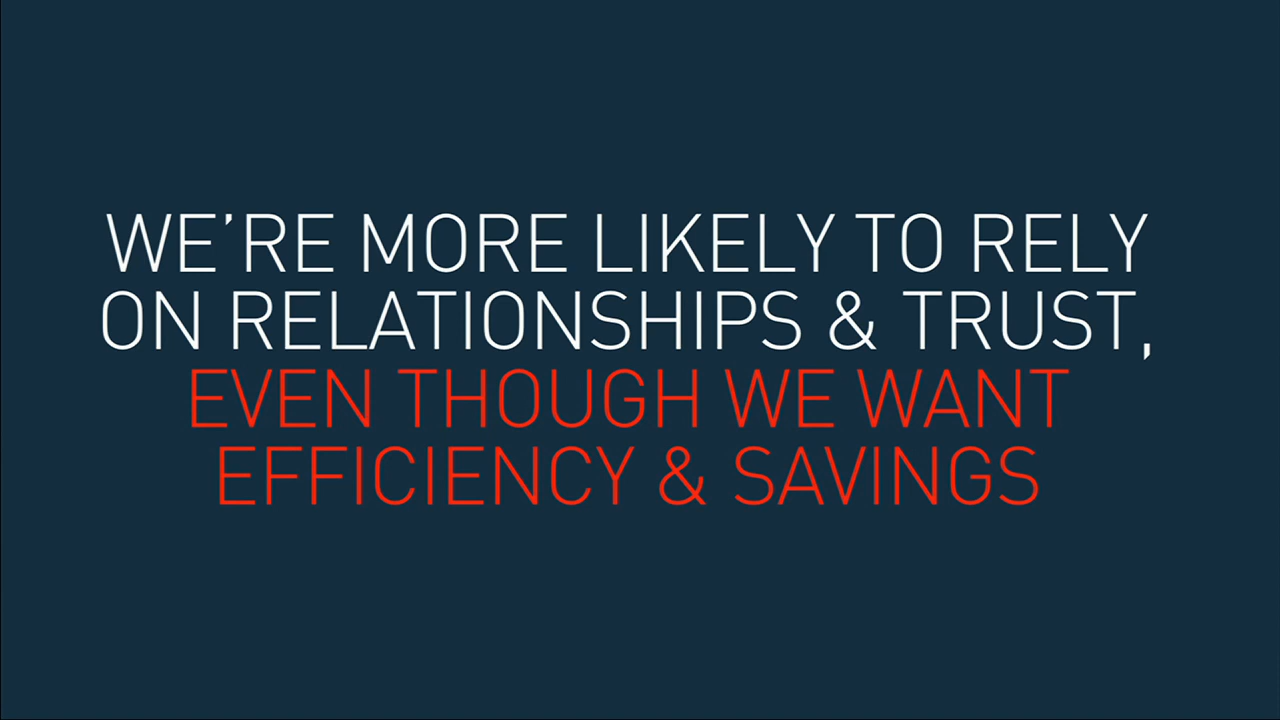 WE’RE MORE LIKELY TO RELY
ON RELATIONSHIPS & TRUST,
EVEN THOUGH WE WANT
EFFICIENCY & SAVINGS